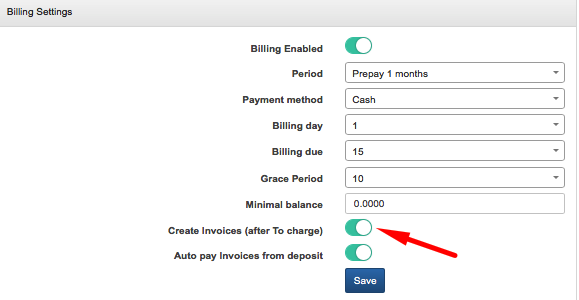 Billing Settings
Billing Enabled
Period Prepay 1 months
Payment method Cash
Billing day 1
Billing due 15
Grace Period 10
Minimal balance 0.0000
Create Invoices (after To charge)
Auto pay Invoices from deposit
Save